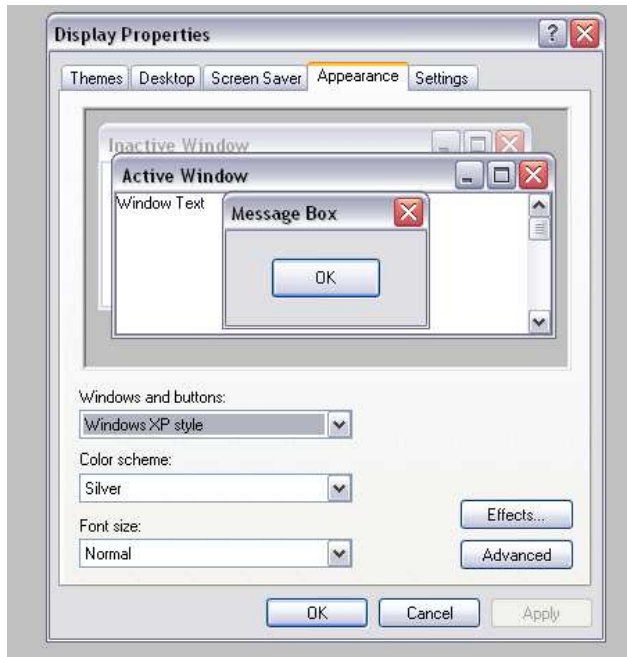 Display Properties
?
Themes Desktop Screen Saver Appearance Settings
Inactive Window
Active Window
Window Text
Message Box
OK
Windows and buttons:
Windows XP style
Color scheme:
Silver
Effects...
Font size:
Normal
Advanced
OK Cancel Apply